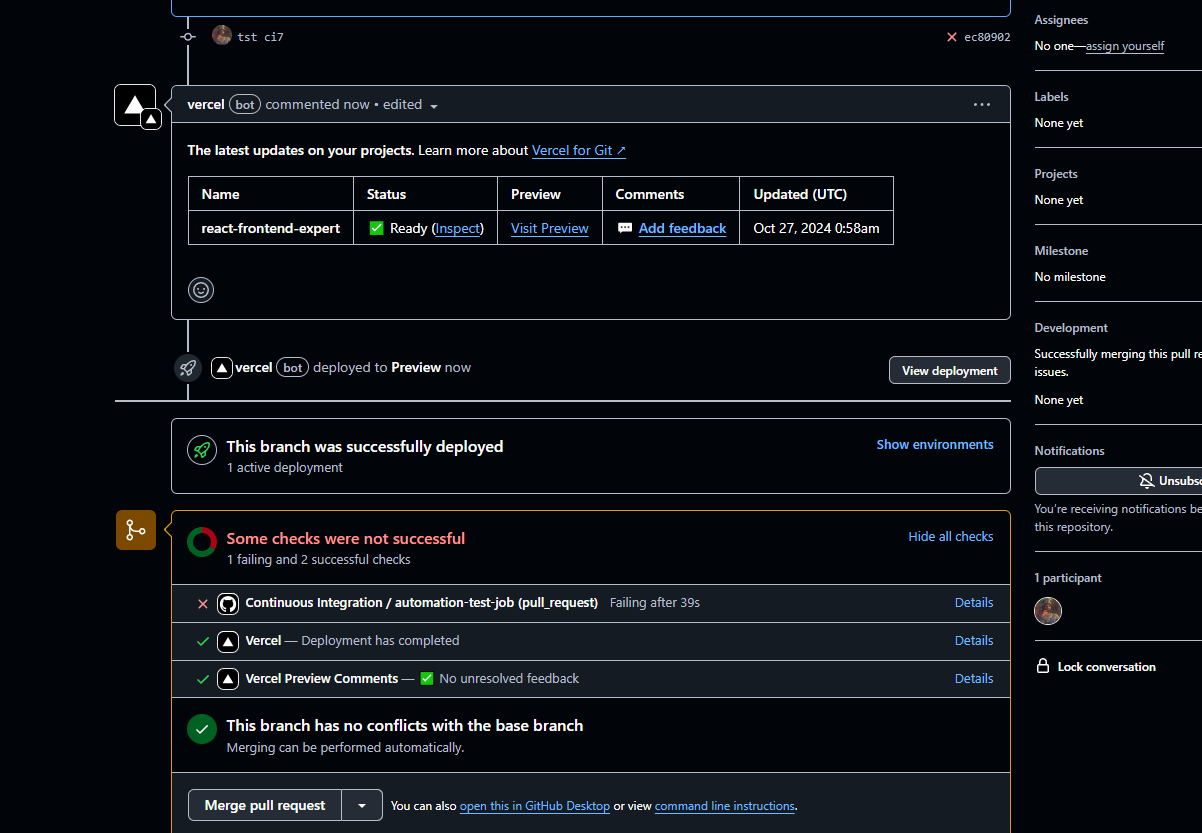 tst ci7
ec80902
vercel bot commented now • edited
The latest updates on your projects. Learn more about Vercel for Git ↗
Name Status Preview Comments Updated (UTC)
react-frontend-expert ✅ Ready (Inspect) Visit Preview 💬 Add feedback Oct 27, 2024 0:58am
vercel bot deployed to Preview now
View deployment
This branch was successfully deployed
1 active deployment
Show environments
Some checks were not successful
1 failing and 2 successful checks
Hide all checks
Continuous Integration / automation-test-job (pull_request) Failing after 39s Details
Vercel — Deployment has completed Details
Vercel Preview Comments — ✅ No unresolved feedback Details
This branch has no conflicts with the base branch
Merging can be performed automatically.
Merge pull request
You can also open this in GitHub Desktop or view command line instructions.
Assignees
No one—assign yourself
Labels
None yet
Projects
None yet
Milestone
No milestone
Development
Successfully merging this pull re
issues.
None yet
Notifications
Unsubsc
You're receiving notifications be
this repository.
1 participant
Lock conversation